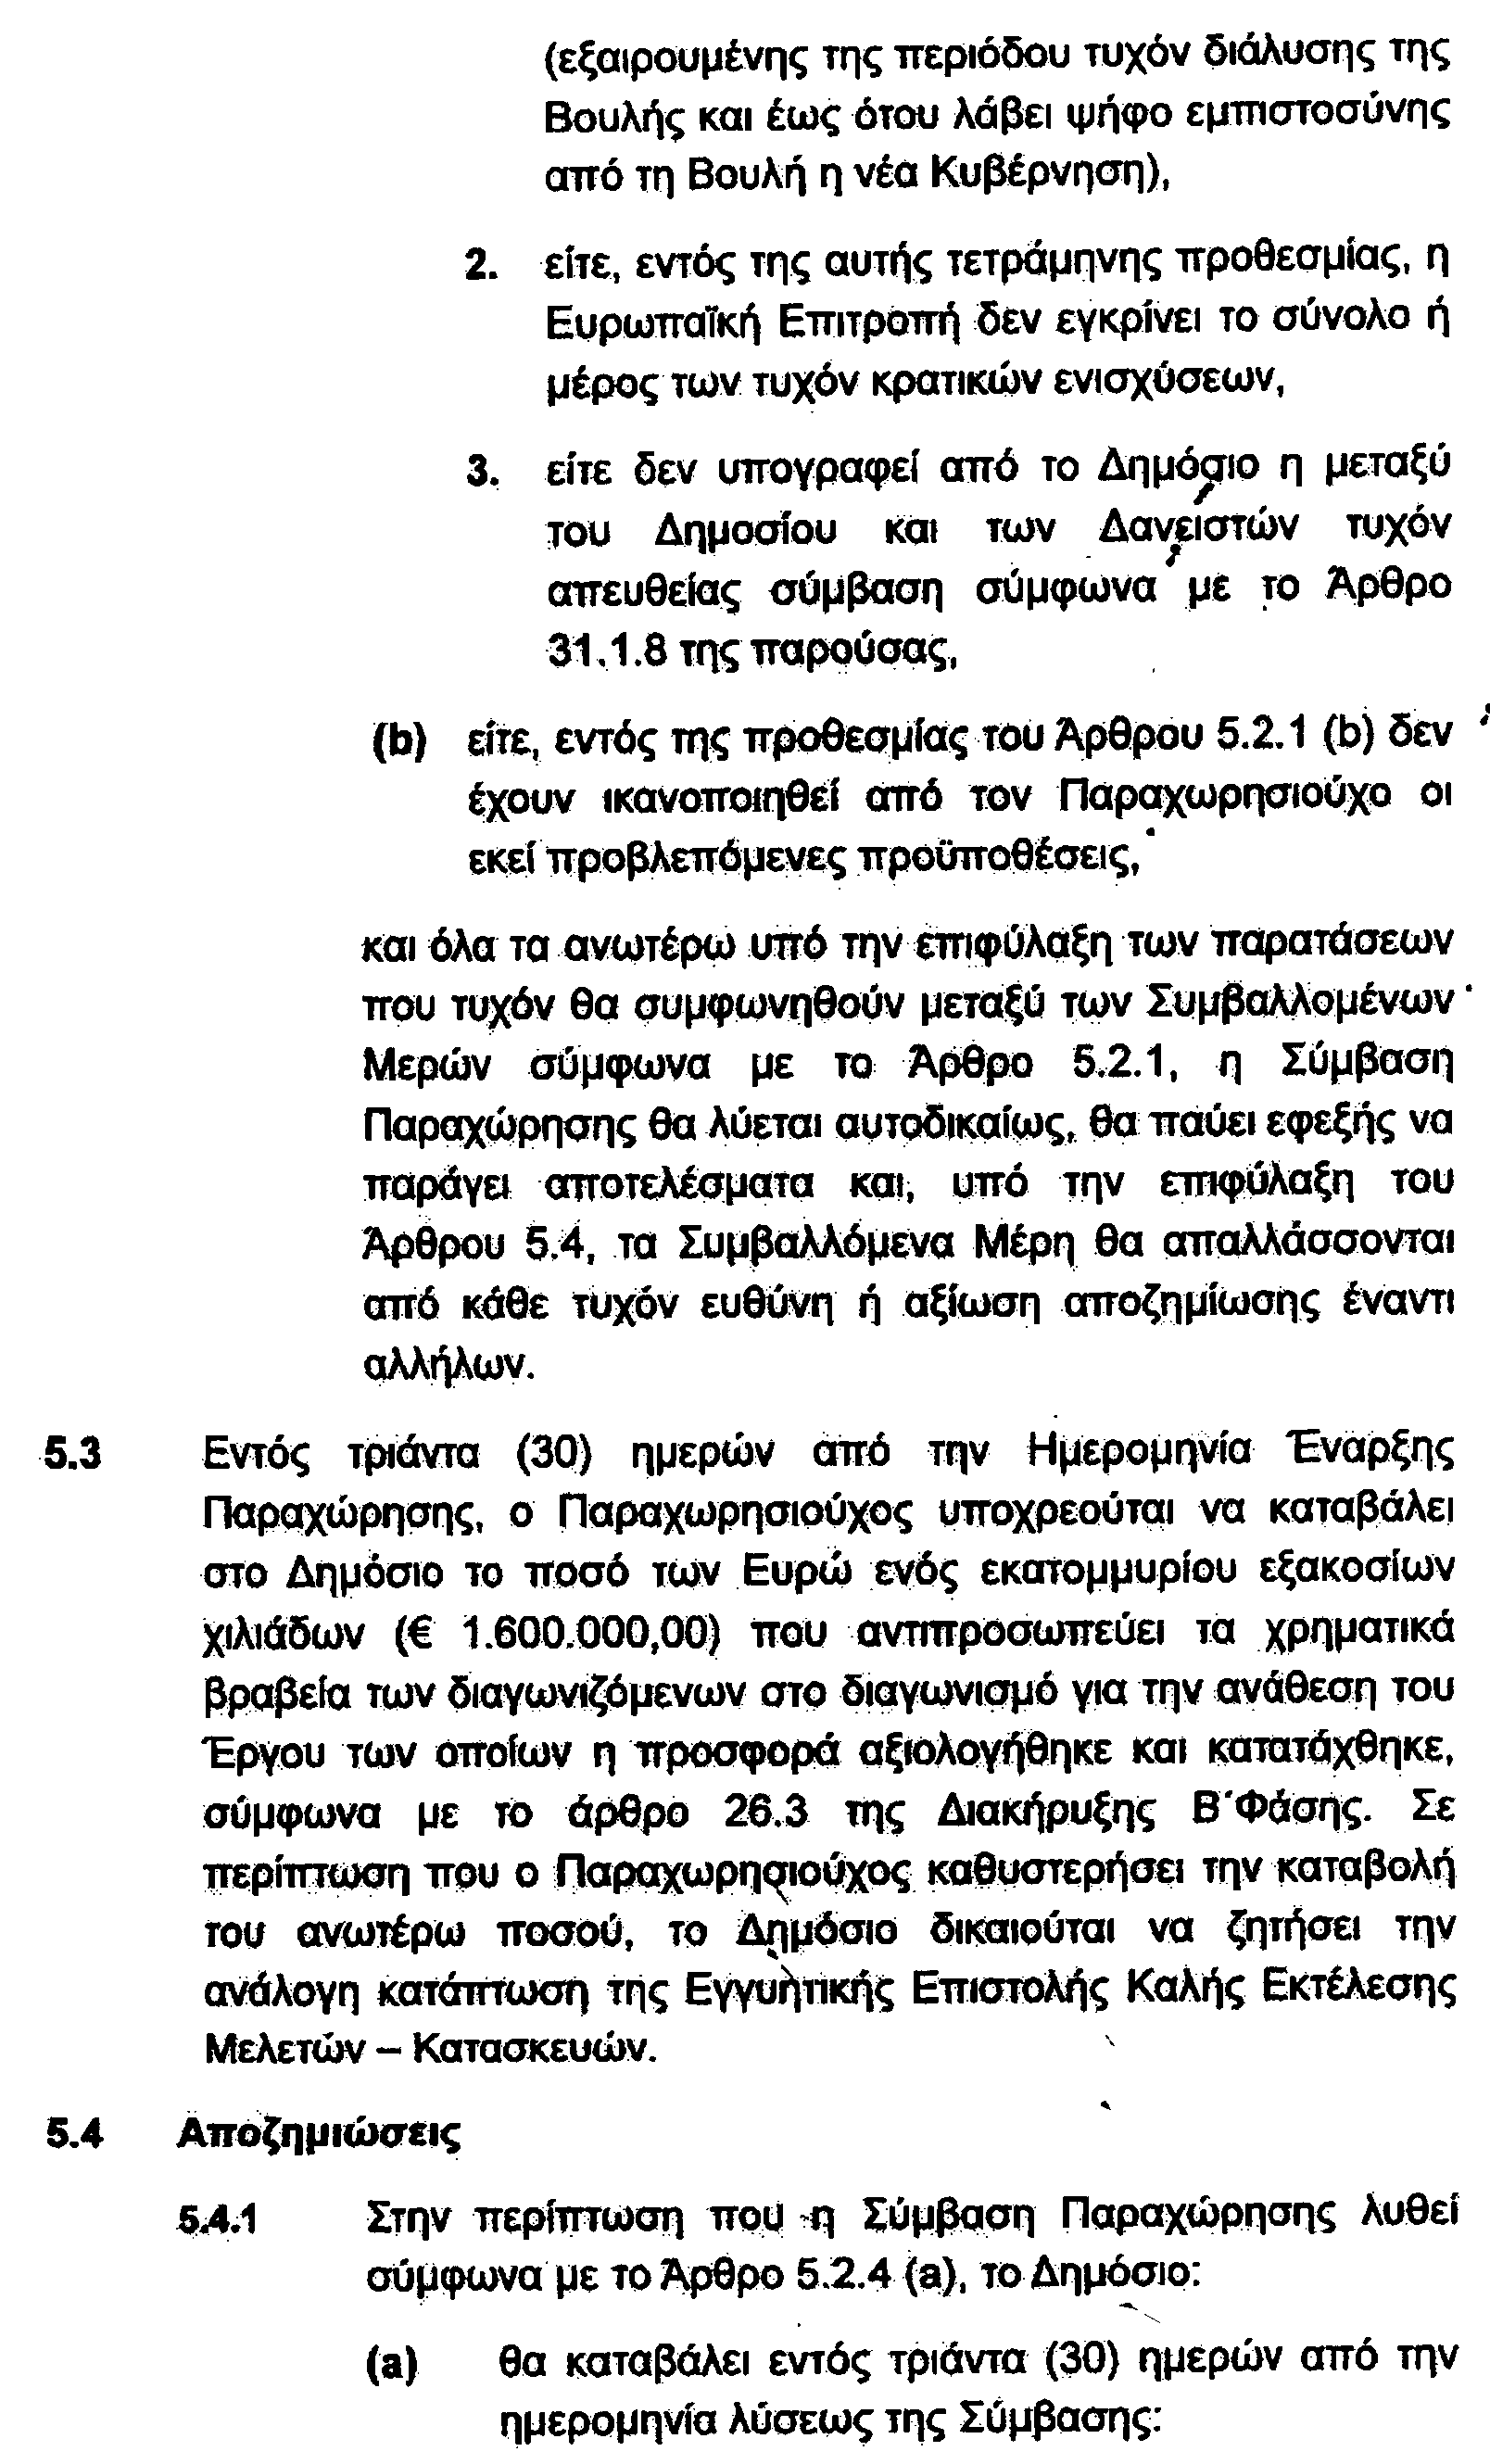 (εξαιρουμένης της περιόδου τυχόν διάλυσης της
Βουλής και έως ότου λάβει ψήφο εμπιστοσύνης
από τη Βουλή η νέα Κυβέρνηση),
2. είτε, εντός της αυτής τετράμηνης προθεσμίας, η
Ευρωπαϊκή Επιτροπή δεν εγκρίνει το σύνολο ή
μέρος των τυχόν κρατικών ενισχύσεων,
3. είτε δεν υπογραφεί από το Δημόσιο η μεταξύ
του Δημοσίου και των Δανειστών τυχόν
απευθείας σύμβαση σύμφωνα με το Άρθρο
31.1.8 της παρούσας,
(b) είτε, εντός της προθεσμίας του Άρθρου 5.2.1 (b) δεν
έχουν ικανοποιηθεί από τον Παραχωρησιούχο οι
εκεί προβλεπόμενες προϋποθέσεις,
και όλα τα ανωτέρω υπό την επιφύλαξη των παρατάσεων
που τυχόν θα συμφωνηθούν μεταξύ των Συμβαλλομένων
Μερών σύμφωνα με το Άρθρο 5.2.1, η Σύμβαση
Παραχώρησης θα λύεται αυτοδικαίως, θα παύει εφεξής να
παράγει αποτελέσματα και, υπό την επιφύλαξη του
Άρθρου 5.4, τα Συμβαλλόμενα Μέρη θα απαλλάσσονται
από κάθε τυχόν ευθύνη ή αξίωση αποζημίωσης έναντι
αλλήλων.
5.3 Εντός τριάντα (30) ημερών από την Ημερομηνία Έναρξης
Παραχώρησης, ο Παραχωρησιούχος υποχρεούται να καταβάλει
στο Δημόσιο το ποσό των Ευρώ ενός εκατομμυρίου εξακοσίων
χιλιάδων (€ 1.600.000,00) που αντιπροσωπεύει τα χρηματικά
βραβεία των διαγωνιζόμενων στο διαγωνισμό για την ανάθεση του
Έργου των οποίων η προσφορά αξιολογήθηκε και κατατάχθηκε,
σύμφωνα με το άρθρο 26.3 της Διακήρυξης Β΄Φάσης. Σε
περίπτωση που ο Παραχωρησιούχος καθυστερήσει την καταβολή
του ανωτέρω ποσού, το Δημόσιο δικαιούται να ζητήσει την
ανάλογη κατάπτωση της Εγγυητικής Επιστολής Καλής Εκτέλεσης
Μελετών – Κατασκευών.
5.4 Αποζημιώσεις
5.4.1 Στην περίπτωση που η Σύμβαση Παραχώρησης λυθεί
σύμφωνα με το Άρθρο 5.2.4 (a), το Δημόσιο:
(a) θα καταβάλει εντός τριάντα (30) ημερών από την
ημερομηνία λύσεως της Σύμβασης: